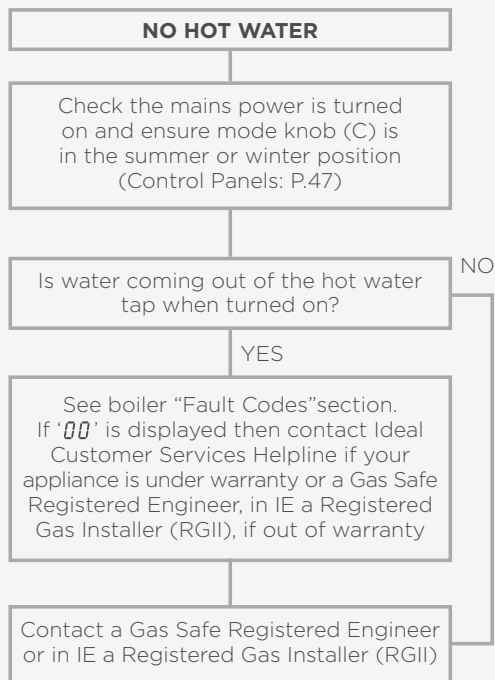 NO HOT WATER
Check the mains power is turned
on and ensure mode knob (C) is
in the summer or winter position
(Control Panels: P.47)
Is water coming out of the hot water
tap when turned on?
NO
YES
See boiler “Fault Codes”section.
If ‘00’ is displayed then contact Ideal
Customer Services Helpline if your
appliance is under warranty or a Gas Safe
Registered Engineer, in IE a Registered
Gas Installer (RGII), if out of warranty
Contact a Gas Safe Registered Engineer
or in IE a Registered Gas Installer (RGII)